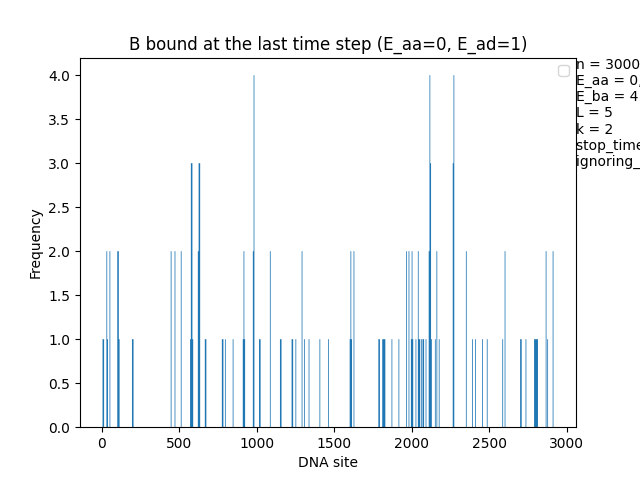 B bound at the last time step (E_aa=0, E_ad=1)
n = 3000
E_aa = 0,
E_ba = 4
L = 5
k = 2
stop_time
ignoring_
4.0
3.5
3.0
2.5
2.0
1.5
1.0
0.5
0.0
Frequency
0 500 1000 1500 2000 2500 3000
DNA site